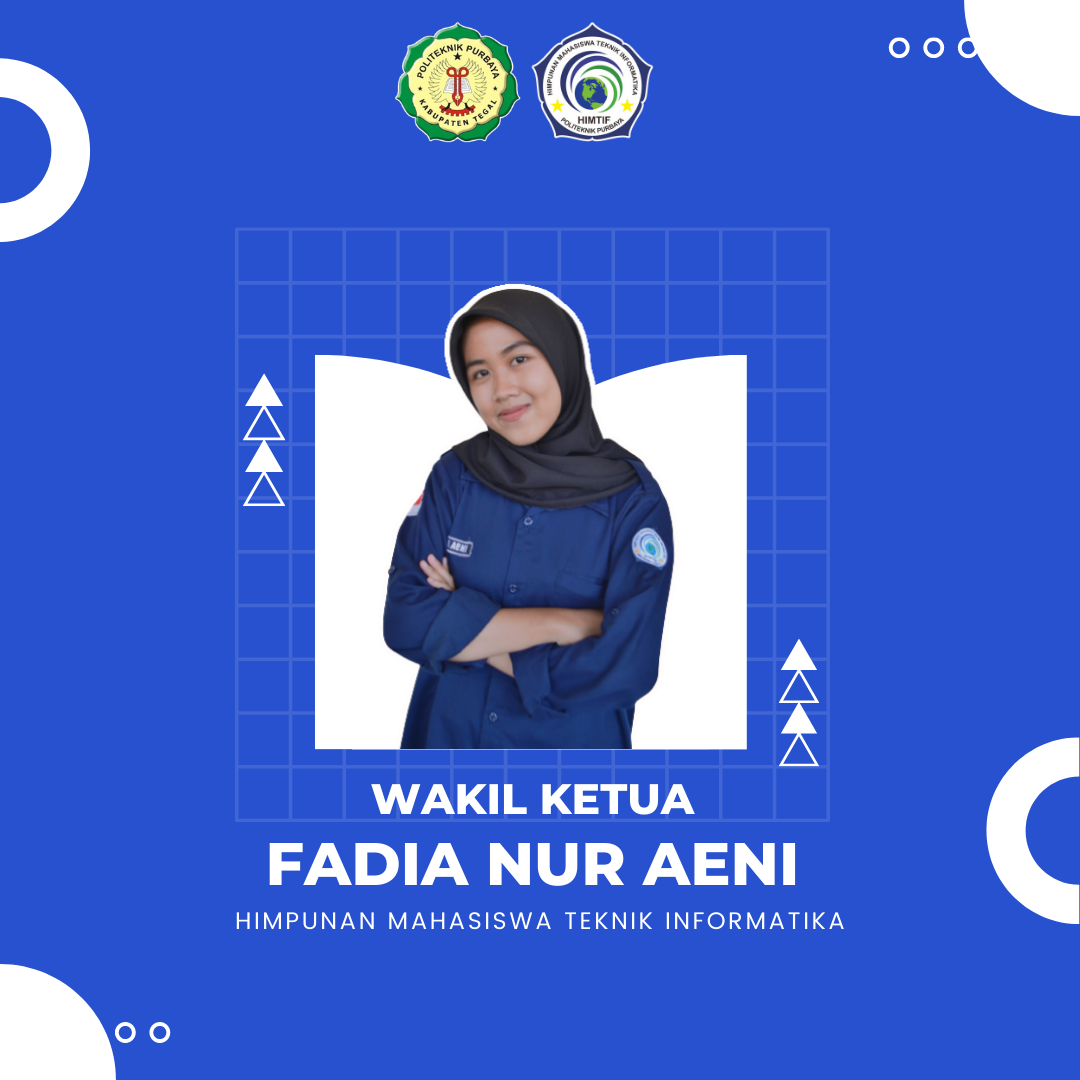 POLITEKNIK PURBAYA
KABUPATEN TEGAL
HIMPUNAN MAHASISWA TEKNIK INFORMATIKA
HIMTIF
POLITEKNIK PURBAYA
AENI
WAKIL KETUA
FADIA NUR AENI
HIMPUNAN MAHASISWA TEKNIK INFORMATIKA